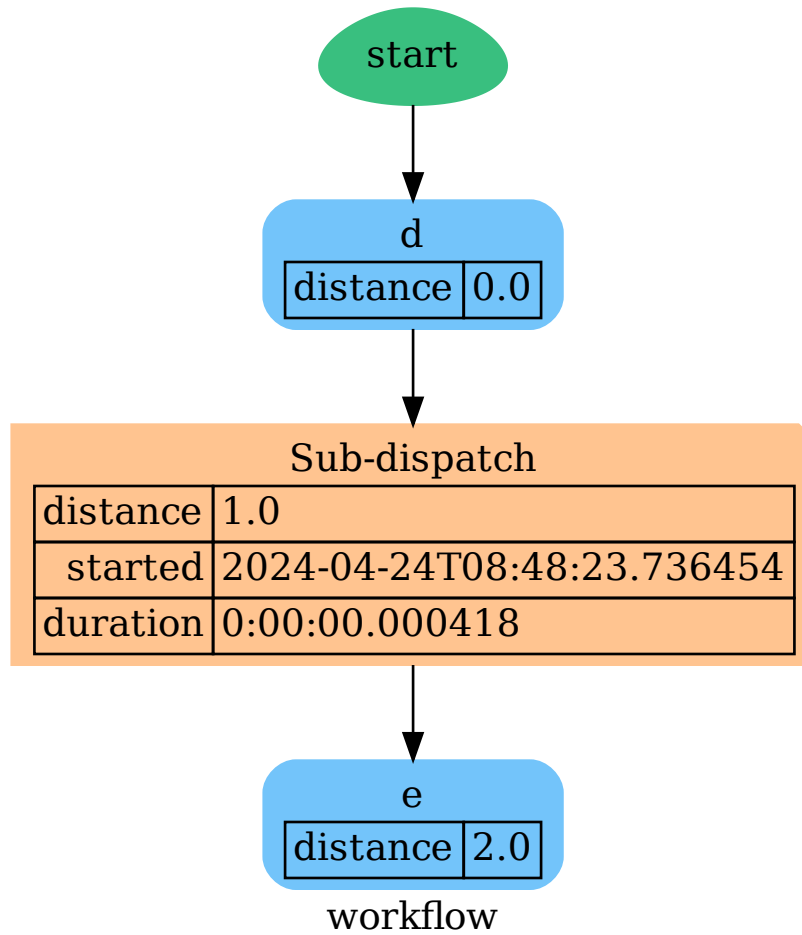 start
d
distance 0.0
Sub-dispatch
distance 1.0
started 2024-04-24T08:48:23.736454
duration 0:00:00.000418
e
distance 2.0
workflow